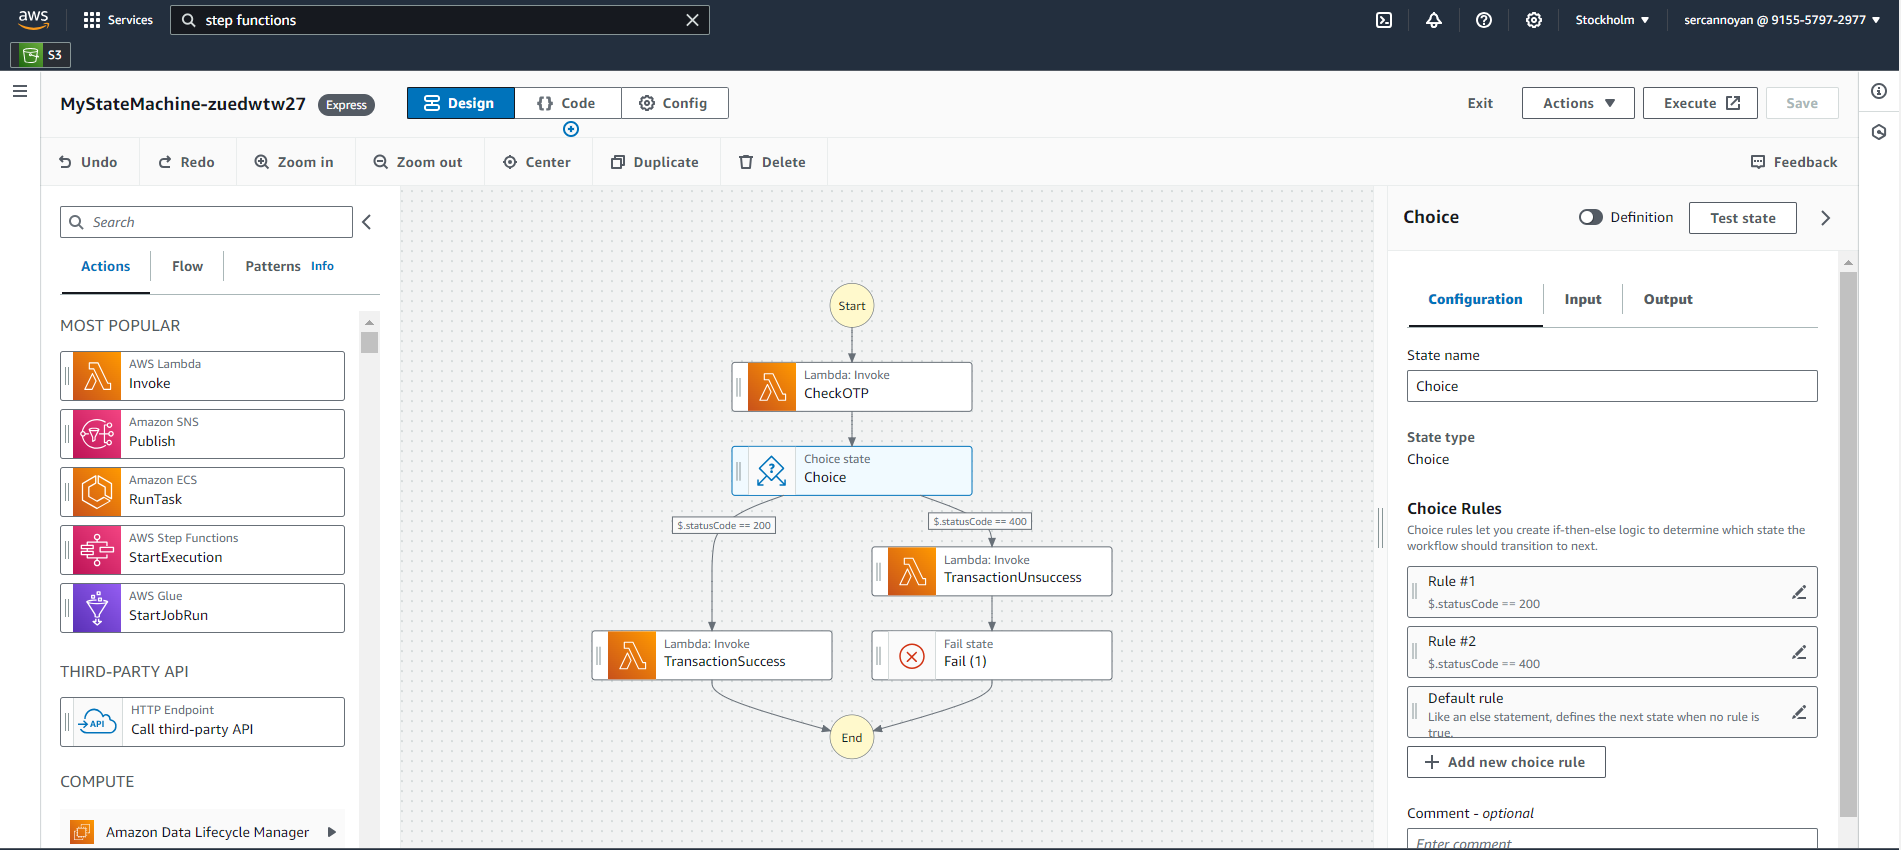 aws
Services
step functions
Stockholm
sercannoyan @ 9155-5797-2977
S3
MyStateMachine-zuedwtw27
Express
Design
{} Code
Config
Exit
Actions
Execute
Save
Undo
Redo
Zoom in
Zoom out
Center
Duplicate
Delete
Feedback
Search
Actions
Flow
Patterns
Info
MOST POPULAR
AWS Lambda
Invoke
Amazon SNS
Publish
Amazon ECS
RunTask
AWS Step Functions
StartExecution
AWS Glue
StartJobRun
THIRD-PARTY API
API
HTTP Endpoint
Call third-party API
COMPUTE
Amazon Data Lifecycle Manager
Start
Lambda: Invoke
CheckOTP
Choice state
Choice
$.statusCode == 200
$.statusCode == 400
Lambda: Invoke
TransactionUnsuccess
Lambda: Invoke
TransactionSuccess
Fail state
Fail (1)
End
Choice
Definition
Test state
Configuration
Input
Output
State name
Choice
State type
Choice
Choice Rules
Choice rules let you create if-then-else logic to determine which state the
workflow should transition to next.
Rule #1
$.statusCode == 200
Rule #2
$.statusCode == 400
Default rule
Like an else statement, defines the next state when no rule is
true.
Add new choice rule
Comment - optional
Enter comment